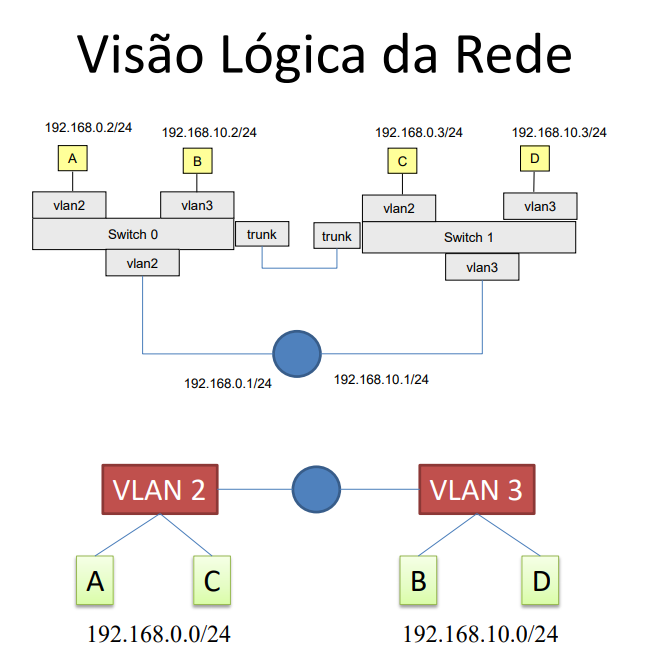 Visão Lógica da Rede
192.168.0.2/24
192.168.10.2/24
192.168.0.3/24
192.168.10.3/24
A
B
C
D
vlan2
vlan3
vlan2
vlan3
Switch 0
trunk
trunk
Switch 1
vlan2
vlan3
192.168.0.1/24
192.168.10.1/24
VLAN 2
VLAN 3
A
C
B
D
192.168.0.0/24
192.168.10.0/24